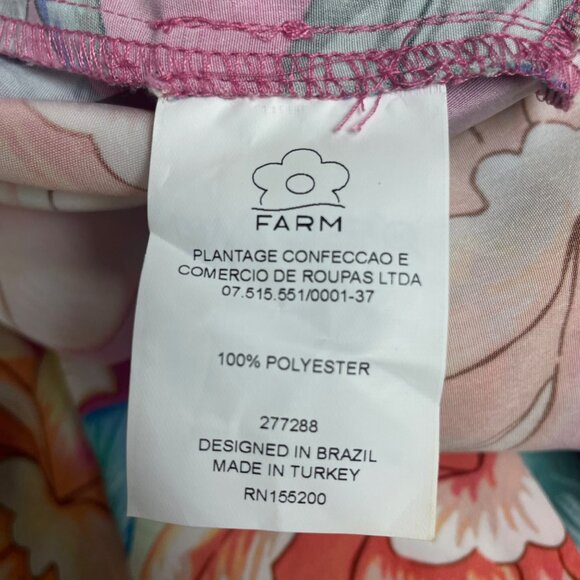 FARM
PLANTAGE CONFECCAO E
COMERCIO DE ROUPAS LTDA
07.515.551/0001-37
100% POLYESTER
277288
DESIGNED IN BRAZIL
MADE IN TURKEY
RN155200